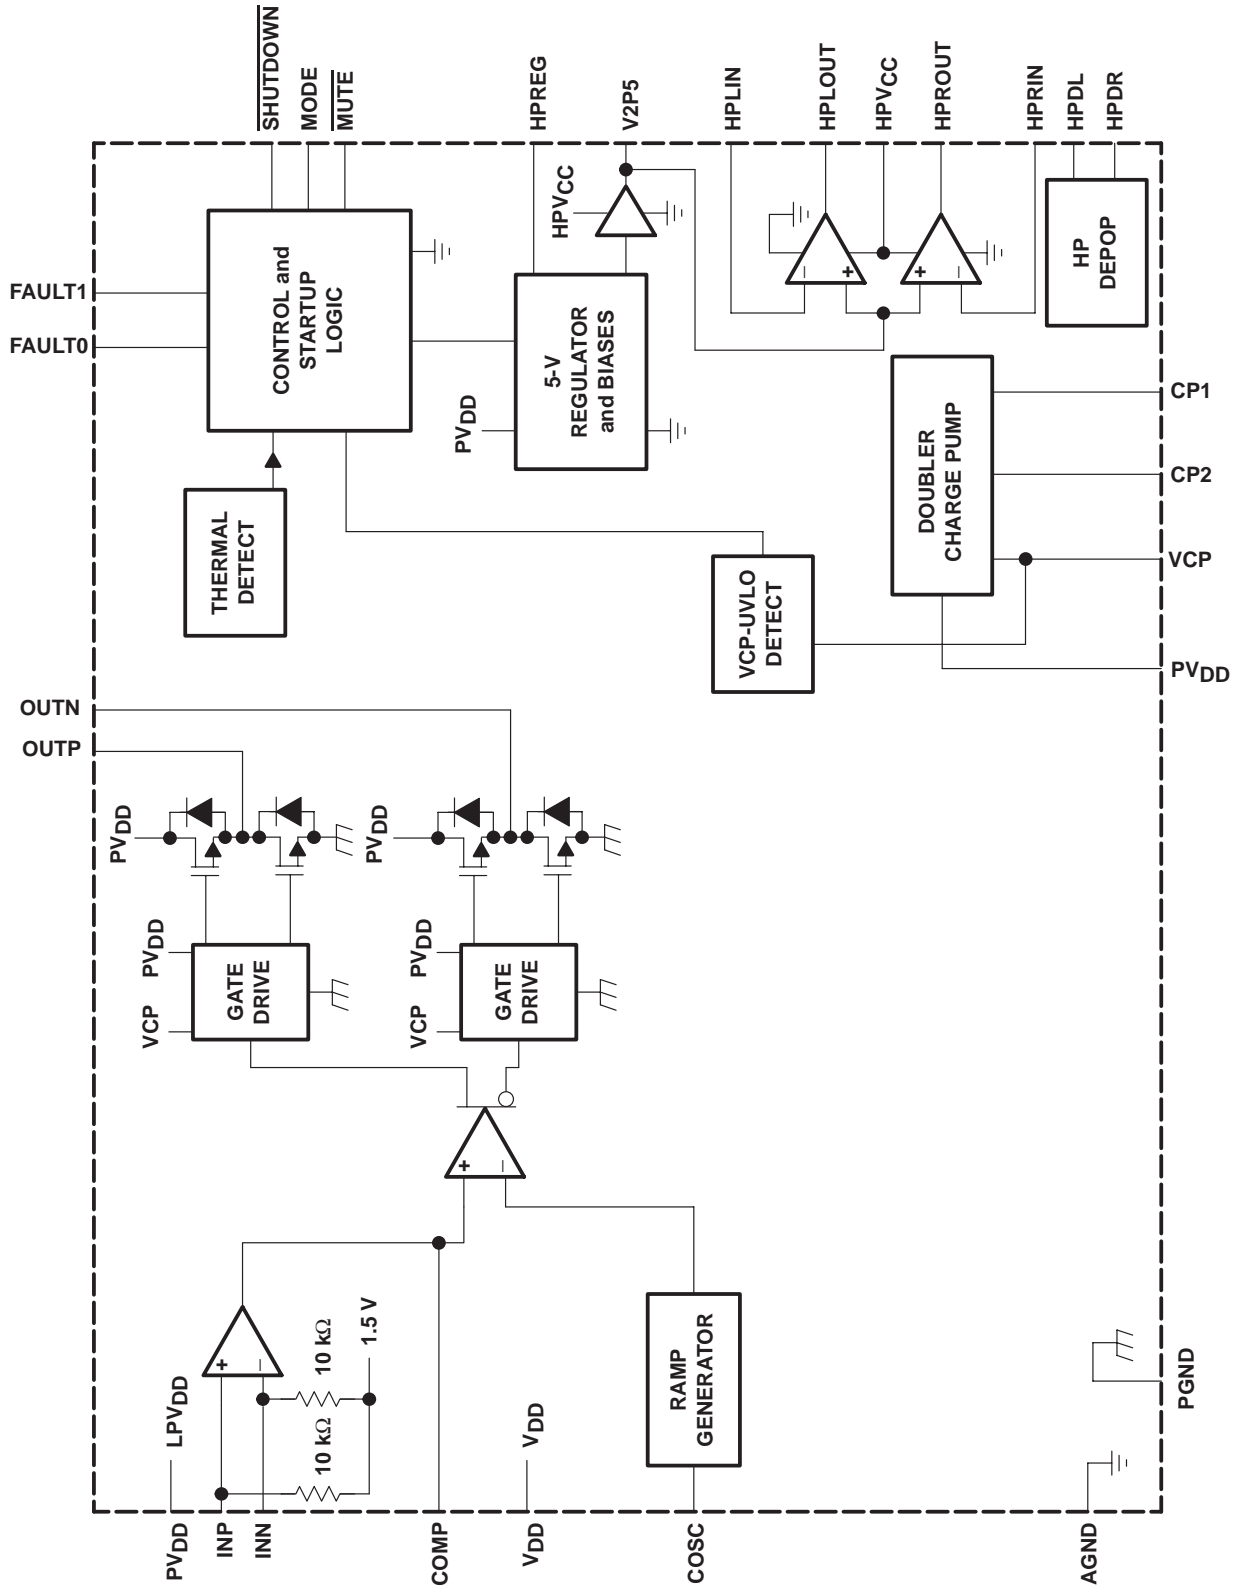 SHUTDOWN
MODE
MUTE
HPREG
V2P5
HPLIN
HPLOUT
HPVCC
HPROUT
HPRIN
HPDL
HPDR
FAULT1
FAULT0
CONTROL and
STARTUP
LOGIC
HPVCC
5-V
REGULATOR
and BIASES
PVDD
– +
+ –
HP
DEPOP
THERMAL
DETECT
VCP-UVLO
DETECT
DOUBLER
CHARGE PUMP
CP1
CP2
VCP
PVDD
OUTN
OUTP
PVDD
PVDD
PVDD
VCP
GATE
DRIVE
PVDD
VCP
GATE
DRIVE
+ –
+ –
10 kΩ
10 kΩ
1.5 V
LPVDD
VDD
RAMP
GENERATOR
PVDD
INP
INN
COMP
VDD
COSC
AGND
PGND